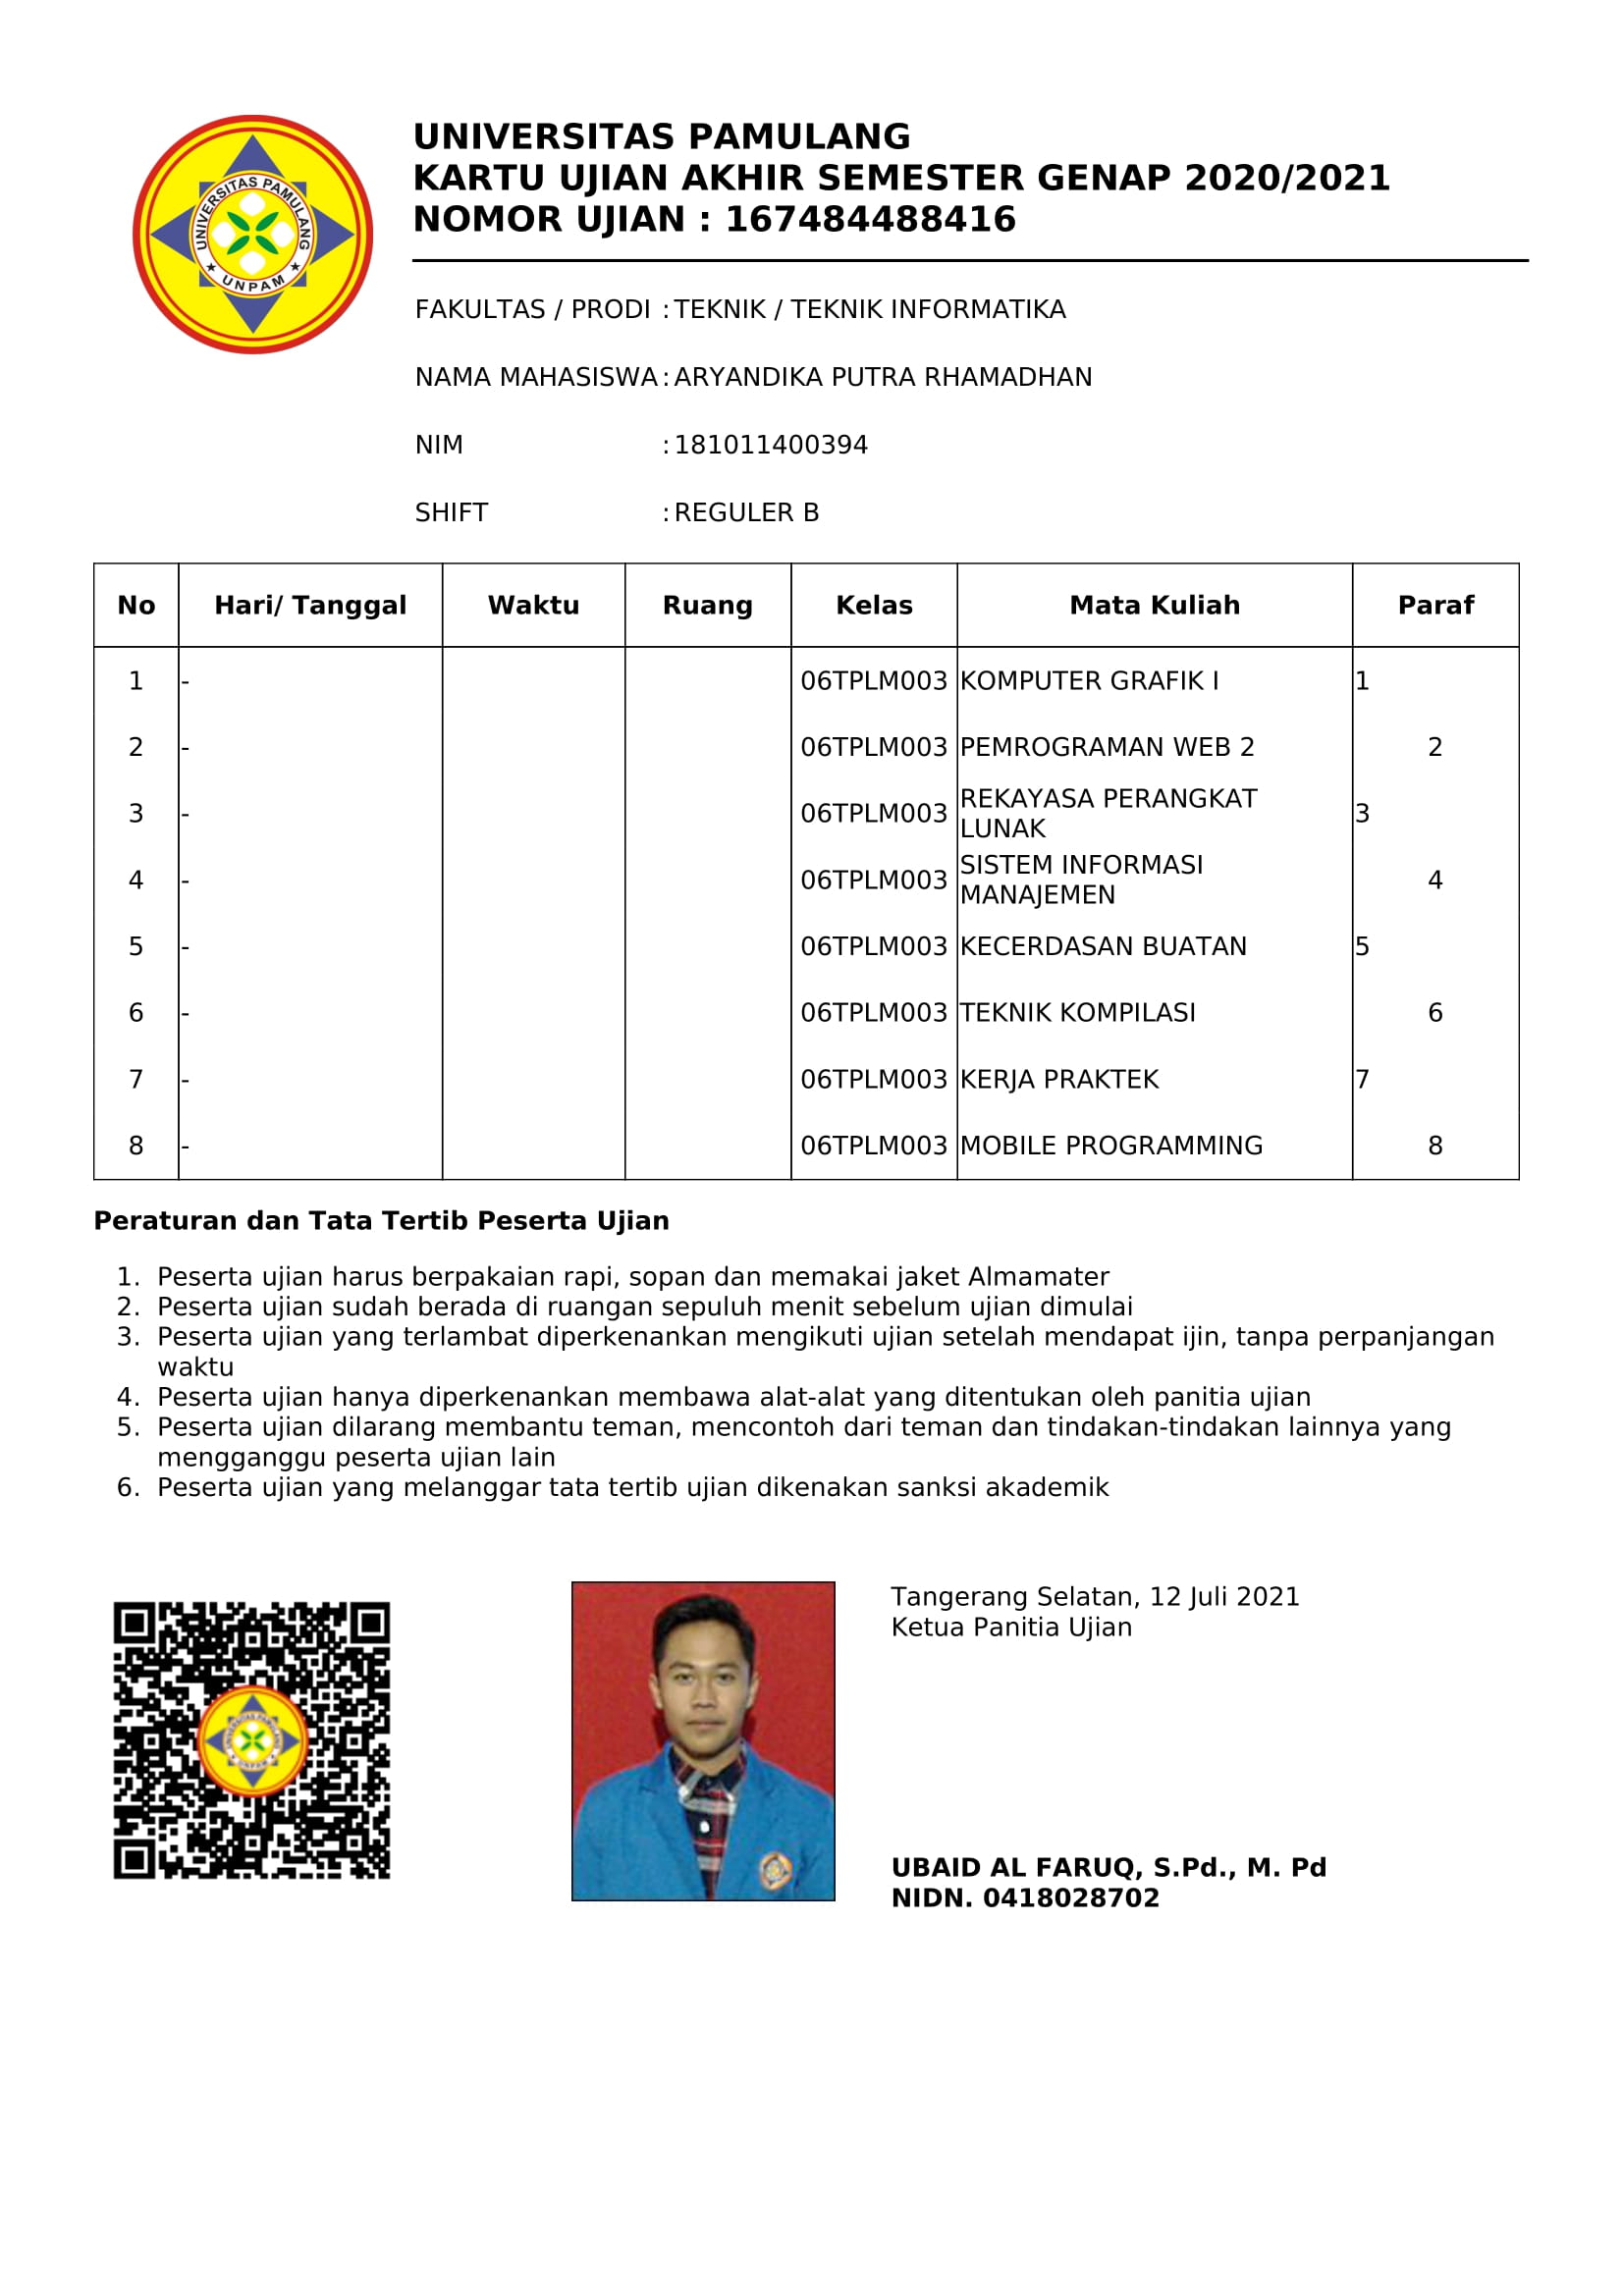 UNIVERSITAS PAMULANG
UNPAM
UNIVERSITAS PAMULANG
KARTU UJIAN AKHIR SEMESTER GENAP 2020/2021
NOMOR UJIAN : 167484488416
FAKULTAS / PRODI : TEKNIK / TEKNIK INFORMATIKA
NAMA MAHASISWA : ARYANDIKA PUTRA RHAMADHAN
NIM : 181011400394
SHIFT : REGULER B
No Hari/ Tanggal Waktu Ruang Kelas Mata Kuliah Paraf
1 - 06TPLM003 KOMPUTER GRAFIK I 1
2 - 06TPLM003 PEMROGRAMAN WEB 2 2
3 - 06TPLM003 REKAYASA PERANGKAT
LUNAK 3
4 - 06TPLM003 SISTEM INFORMASI
MANAJEMEN 4
5 - 06TPLM003 KECERDASAN BUATAN 5
6 - 06TPLM003 TEKNIK KOMPILASI 6
7 - 06TPLM003 KERJA PRAKTEK 7
8 - 06TPLM003 MOBILE PROGRAMMING 8
Peraturan dan Tata Tertib Peserta Ujian
1. Peserta ujian harus berpakaian rapi, sopan dan memakai jaket Almamater
2. Peserta ujian sudah berada di ruangan sepuluh menit sebelum ujian dimulai
3. Peserta ujian yang terlambat diperkenankan mengikuti ujian setelah mendapat ijin, tanpa perpanjangan
waktu
4. Peserta ujian hanya diperkenankan membawa alat-alat yang ditentukan oleh panitia ujian
5. Peserta ujian dilarang membantu teman, mencontoh dari teman dan tindakan-tindakan lainnya yang
mengganggu peserta ujian lain
6. Peserta ujian yang melanggar tata tertib ujian dikenakan sanksi akademik
UNIVERSITAS PAMULANG
UNPAM
Tangerang Selatan, 12 Juli 2021
Ketua Panitia Ujian
UBAID AL FARUQ, S.Pd., M. Pd
NIDN. 0418028702